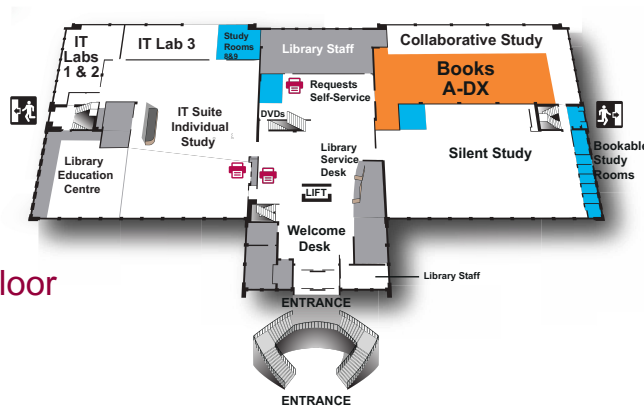 IT
Labs
1 & 2
IT Lab 3
Study
Rooms
8&9
Library Staff
Collaborative Study
Requests
Self-Service
Books
A-DX
DVDs
IT Suite
Individual
Study
Library
Service
Desk
Silent Study
Bookable
Study
Rooms
Library
Education
Centre
LIFT
Welcome
Desk
Library Staff
loor
ENTRANCE
ENTRANCE